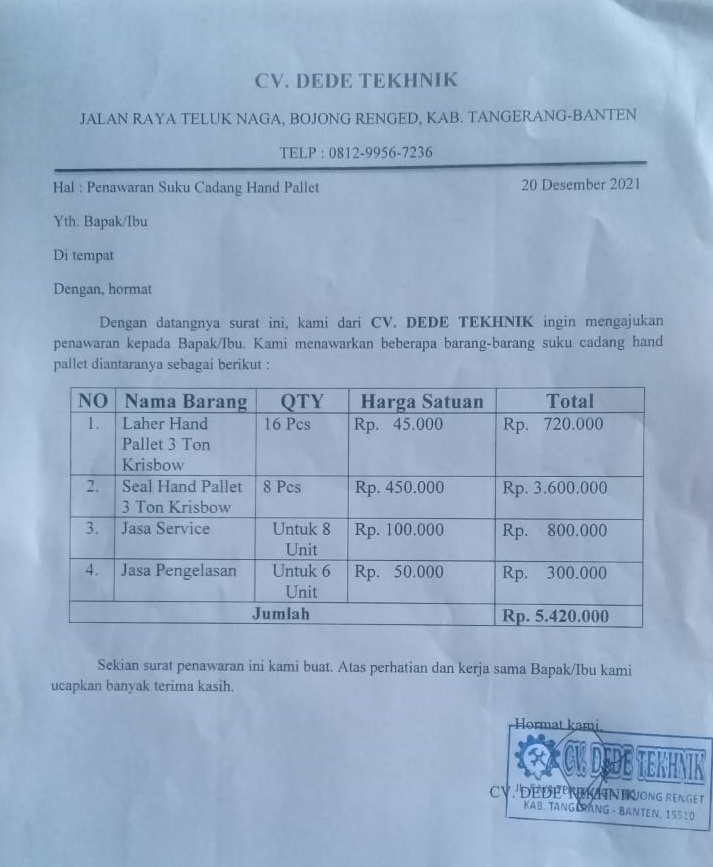 CV. DEDE TEKHNIK
JALAN RAYA TELUK NAGA, BOJONG RENGED, KAB. TANGERANG-BANTEN
TELP : 0812-9956-7236
Hal : Penawaran Suku Cadang Hand Pallet 20 Desember 2021
Yth. Bapak/Ibu
Di tempat
Dengan, hormat
Dengan datangnya surat ini, kami dari CV. DEDE TEKHNIK ingin mengajukan
penawaran kepada Bapak/Ibu. Kami menawarkan beberapa barang-barang suku cadang hand
pallet diantaranya sebagai berikut :
NO Nama Barang QTY Harga Satuan Total
1. Laher Hand 16 Pcs Rp. 45.000 Rp. 720.000
Pallet 3 Ton
Krisbow
2. Seal Hand Pallet 8 Pcs Rp. 450.000 Rp. 3.600.000
3 Ton Krisbow
3. Jasa Service Untuk 8 Rp. 100.000 Rp. 800.000
Unit
4. Jasa Pengelasan Untuk 6 Rp. 50.000 Rp. 300.000
Unit
Jumlah Rp. 5.420.000
Sekian surat penawaran ini kami buat. Atas perhatian dan kerja sama Bapak/Ibu kami
ucapkan banyak terima kasih.
Hormat kami,
CV. DEDE TEKHNIK
CV. DEDE TEKHNIK
RENGET
KAB. TANGERANG - BANTEN, 15510